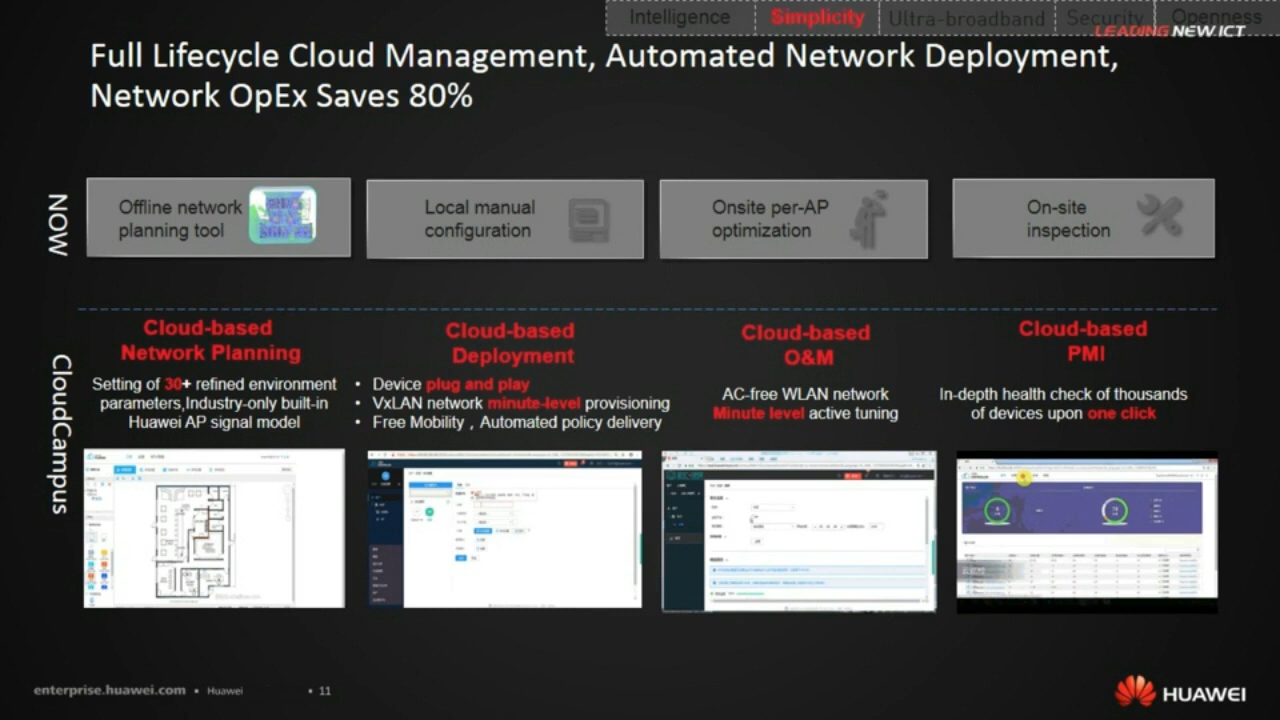 Intelligence
Simplicity
Ultra-broadband
Security
Openness
LEADING NEW ICT
Full Lifecycle Cloud Management, Automated Network Deployment,
Network OpEx Saves 80%
NOW
Offline network
planning tool
Local manual
configuration
Onsite per-AP
optimization
On-site
inspection
CloudCampus
Cloud-based
Network Planning
Setting of 30+ refined environment
parameters,Industry-only built-in
Huawei AP signal model
Cloud-based
Deployment
• Device plug and play
• VxLAN network minute-level provisioning
• Free Mobility，Automated policy delivery
Cloud-based
O&M
AC-free WLAN network
Minute level active tuning
Cloud-based
PMI
In-depth health check of thousands
of devices upon one click
enterprise.huawei.com • Huawei • 11
HUAWEI